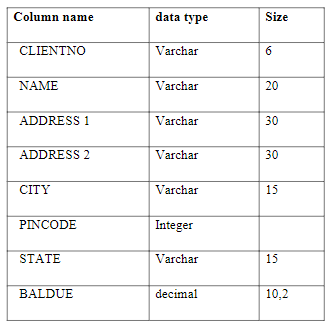 Column name data type Size
CLIENTNO Varchar 6
NAME Varchar 20
ADDRESS 1 Varchar 30
ADDRESS 2 Varchar 30
CITY Varchar 15
PINCODE Integer
STATE Varchar 15
BALDUE decimal 10,2